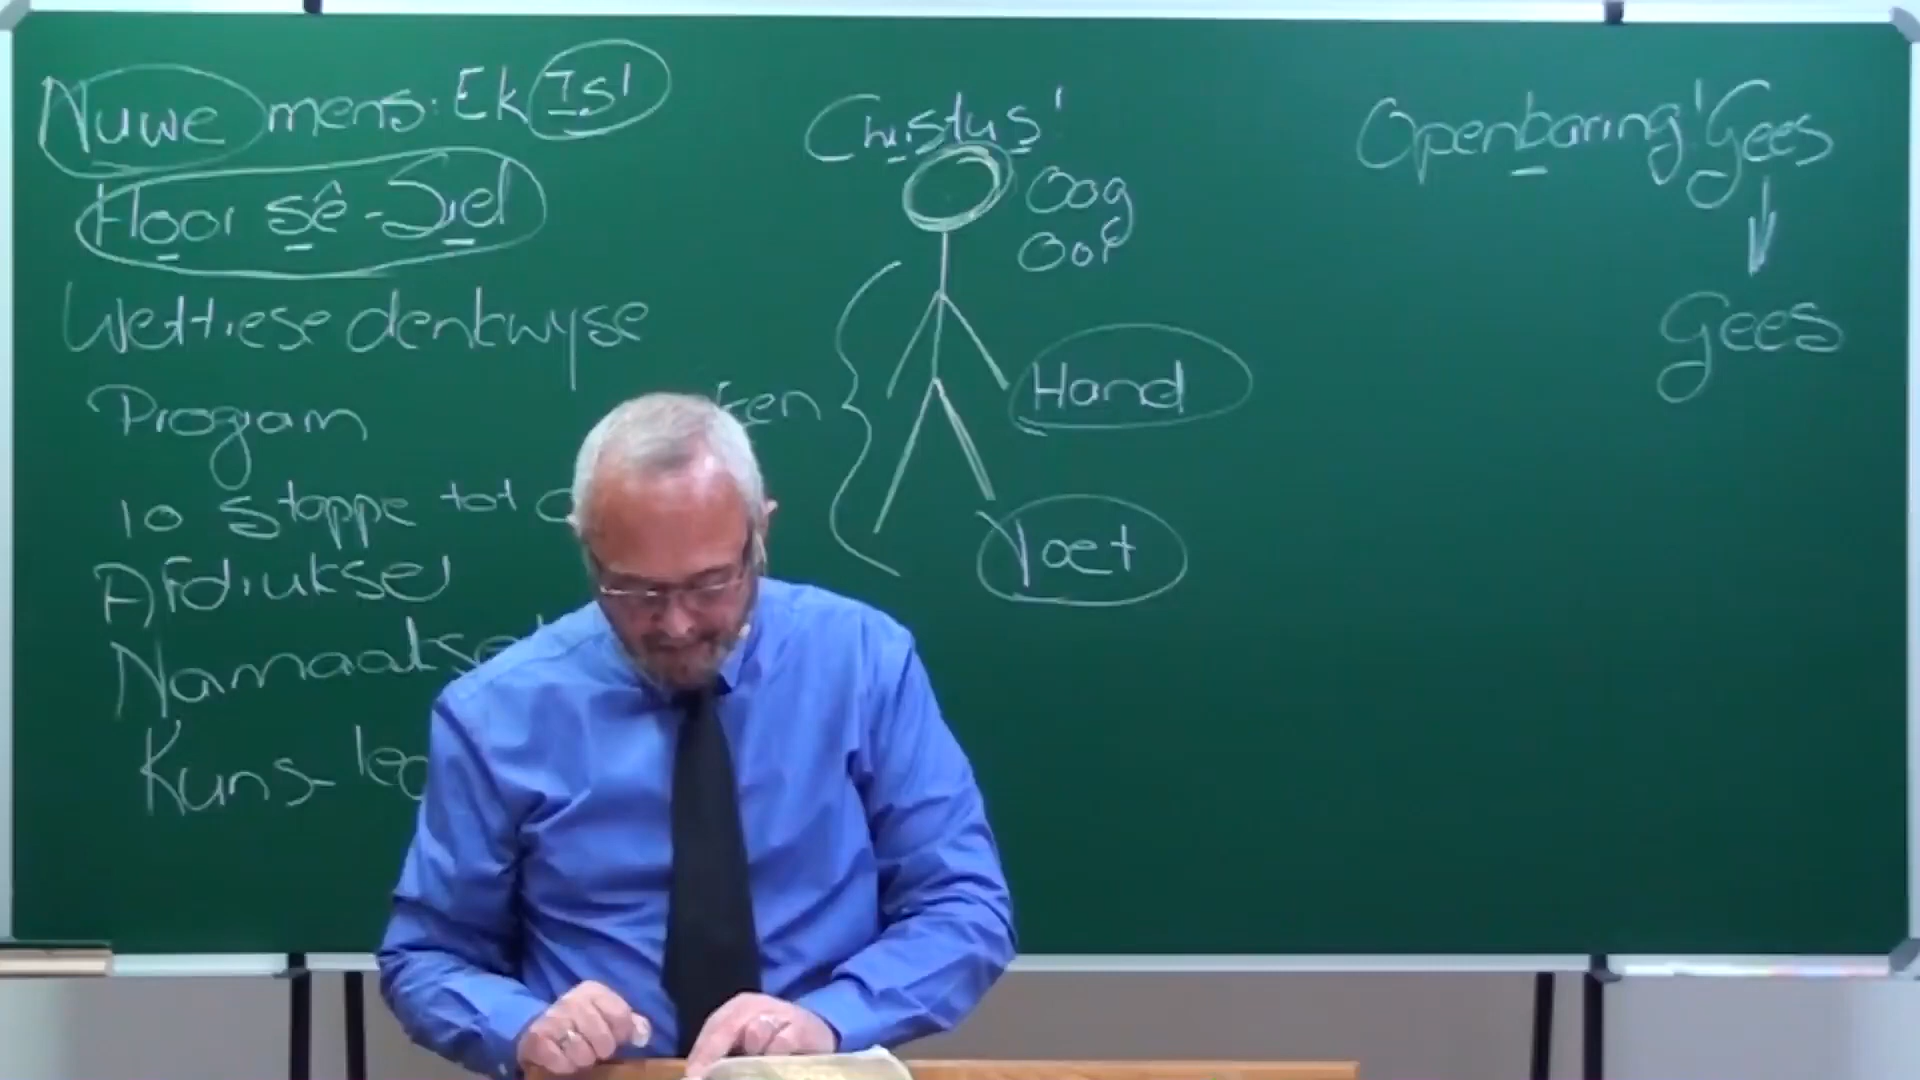 Nuwe mens: Ek Is!
Hoor sê - Siel
Wettiese denkwyse
Program
10 Stappe tot
Afdruksel
Namaaksel
Kuns
Christus!
Oog
Oor
Hand
Voet
Openbaring! Gees
Gees